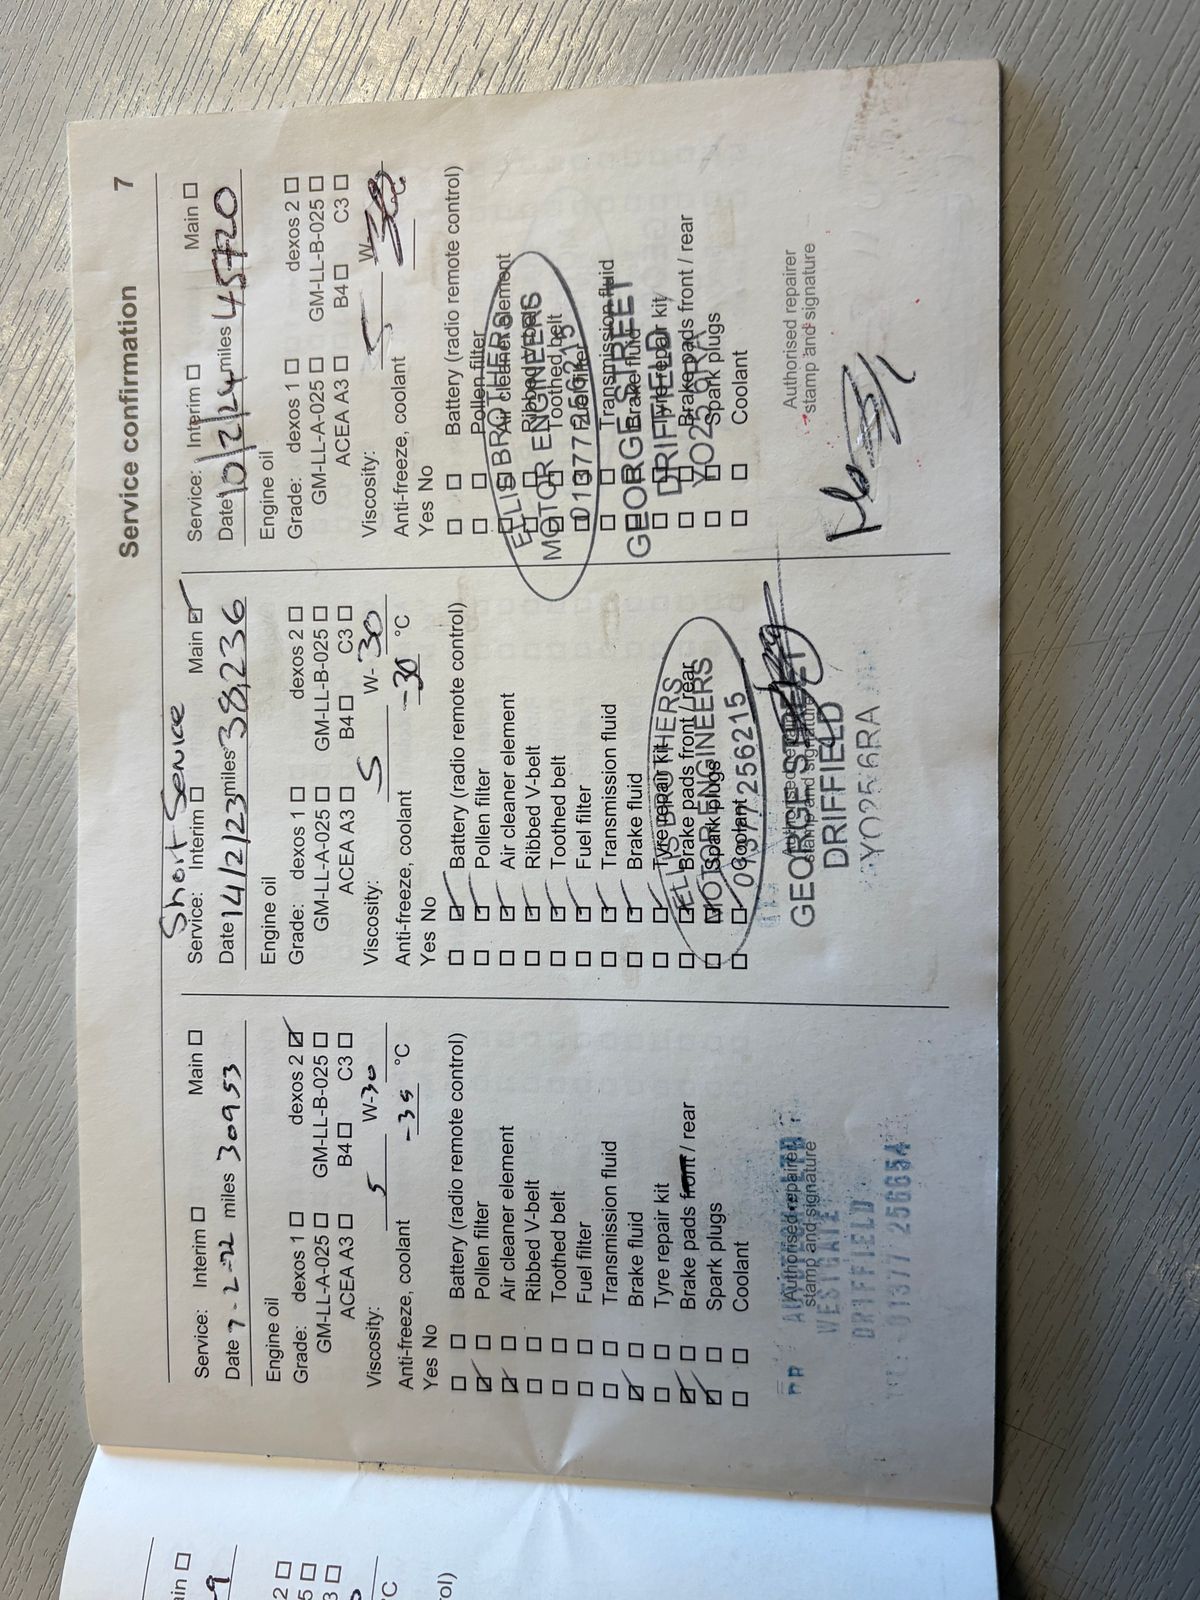 Service confirmation 7
Service: Interim Main
Date 7-2-22 miles 30953
Engine oil
Grade: dexos 1 dexos 2
GM-LL-A-025 GM-LL-B-025
ACEA A3 B4 C3
Viscosity: 5 W-30
Anti-freeze, coolant -35 °C
Yes No
Battery (radio remote control)
Pollen filter
Air cleaner element
Ribbed V-belt
Toothed belt
Fuel filter
Transmission fluid
Brake fluid
Tyre repair kit
Brake pads front / rear
Spark plugs
Coolant
Authorised repairer
stamp and signature
WESTGATE
DRIFFIELD
01377 256654
Short Service
Service: Interim Main
Date 14/2/23 miles 38,236
Engine oil
Grade: dexos 1 dexos 2
GM-LL-A-025 GM-LL-B-025
ACEA A3 B4 C3
Viscosity: 5 W-30
Anti-freeze, coolant -30 °C
Yes No
Battery (radio remote control)
Pollen filter
Air cleaner element
Ribbed V-belt
Toothed belt
Fuel filter
Transmission fluid
Brake fluid
Tyre repair kit
Brake pads front / rear
Spark plugs
Coolant
ELLIS BROTHERS
MOTOR ENGINEERS
01377 256215
Authorised repairer
stamp and signature
GEORGE STREET
DRIFFIELD
YO25 6RA
Service: Interim Main
Date 10/2/24 miles 45720
Engine oil
Grade: dexos 1 dexos 2
GM-LL-A-025 GM-LL-B-025
ACEA A3 B4 C3
Viscosity: 5 W-30
Anti-freeze, coolant
Yes No
Battery (radio remote control)
Pollen filter
Air cleaner element
Ribbed V-belt
Toothed belt
Fuel filter
Transmission fluid
Brake fluid
Tyre repair kit
Brake pads front / rear
Spark plugs
Coolant
ELLIS BROTHERS
MOTOR ENGINEERS
01377 256215
GEORGE STREET
DRIFFIELD
YO25 6RA
Authorised repairer
stamp and signature